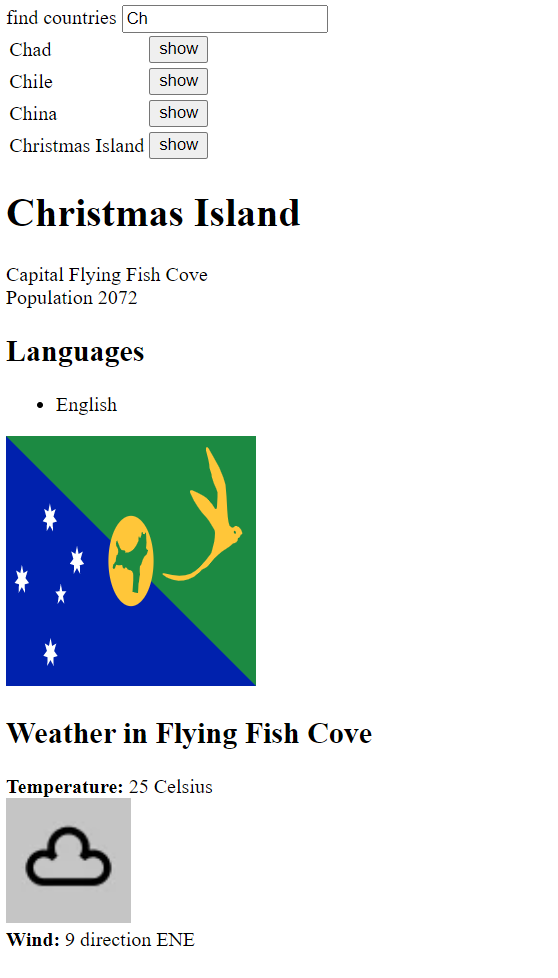 find countries Ch
Chad show
Chile show
China show
Christmas Island show
Christmas Island
Capital Flying Fish Cove
Population 2072
Languages
English
Weather in Flying Fish Cove
Temperature: 25 Celsius
Wind: 9 direction ENE